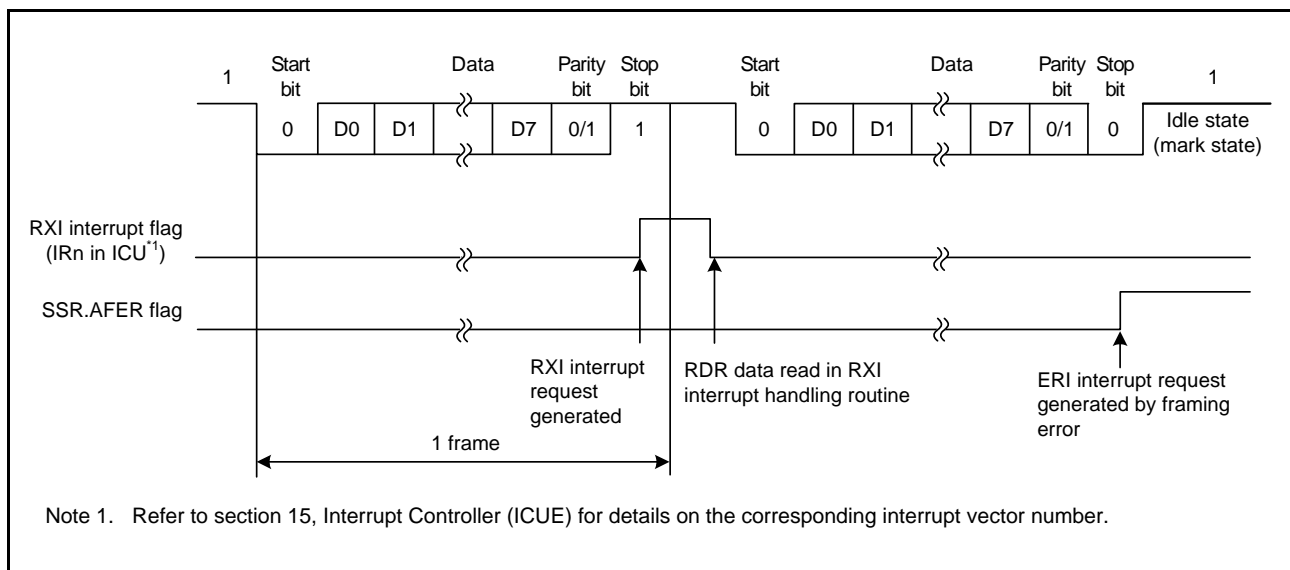 1 Start bit Data Parity bit Stop bit Start bit Data Parity bit Stop bit 1
0 D0 D1 D7 0/1 1 0 D0 D1 D7 0/1 0 Idle state (mark state)
RXI interrupt flag
(IRn in ICU*1)
SSR.AFER flag
RXI interrupt
request
generated
RDR data read in RXI
interrupt handling routine
ERI interrupt request
generated by framing
error
1 frame
Note 1. Refer to section 15, Interrupt Controller (ICUE) for details on the corresponding interrupt vector number.